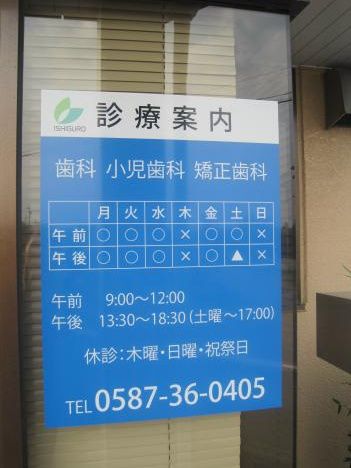 ISHIGURO
診療案内
歯科 小児歯科 矯正歯科
月 火 水 木 金 土 日
午前 ○ ○ ○ × ○ ○ ×
午後 ○ ○ ○ × ○ ▲ ×
午前 9:00～12:00
午後 13:30～18:30(土曜～17:00)
休診:木曜・日曜・祝祭日
TEL 0587-36-0405